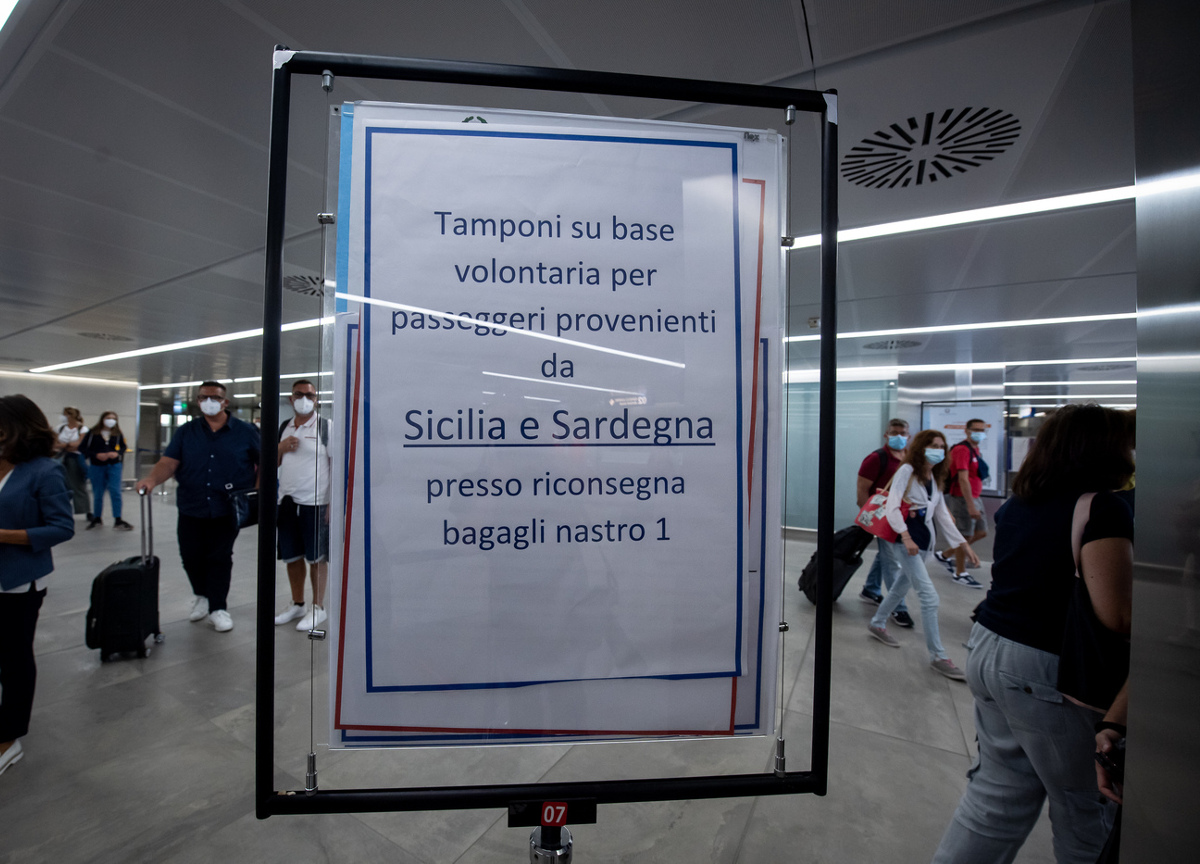 Tamponi su base
volontaria per
passeggeri provenienti
da
Sicilia e Sardegna
presso riconsegna
bagagli nastro 1
07